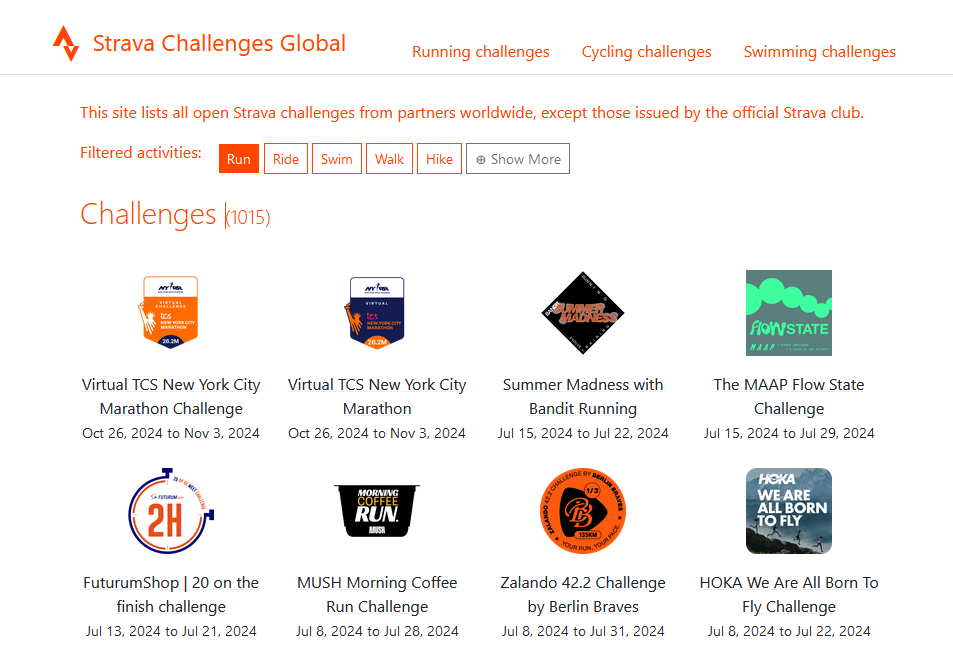 Strava Challenges Global
Running challenges
Cycling challenges
Swimming challenges
This site lists all open Strava challenges from partners worldwide, except those issued by the official Strava club.
Filtered activities: Run Ride Swim Walk Hike ⊕ Show More
Challenges (1015)
VIRTUAL
CHALLENGE
tcs
NEW YORK CITY
MARATHON
26.2M
VIRTUAL
tcs
NEW YORK CITY
MARATHON
26.2M
BANDIT
SUMMER
MADNESS
flOW
STATE
MAAP
Virtual TCS New York City
Marathon Challenge
Oct 26, 2024 to Nov 3, 2024
Virtual TCS New York City
Marathon
Oct 26, 2024 to Nov 3, 2024
Summer Madness with
Bandit Running
Jul 15, 2024 to Jul 22, 2024
The MAAP Flow State
Challenge
Jul 15, 2024 to Jul 29, 2024
FUTURUM
2H
MORNING
COFFEE
RUN.
MUSH
ZALANDO 42.2 CHALLENGE BY BERLIN BRAVES
1/3
BB
135KM
YOUR RUN, YOUR PACE
HOKA
WE ARE
ALL BORN
TO FLY
FuturumShop | 20 on the
finish challenge
Jul 13, 2024 to Jul 21, 2024
MUSH Morning Coffee
Run Challenge
Jul 8, 2024 to Jul 28, 2024
Zalando 42.2 Challenge
by Berlin Braves
Jul 8, 2024 to Jul 31, 2024
HOKA We Are All Born To
Fly Challenge
Jul 8, 2024 to Jul 22, 2024